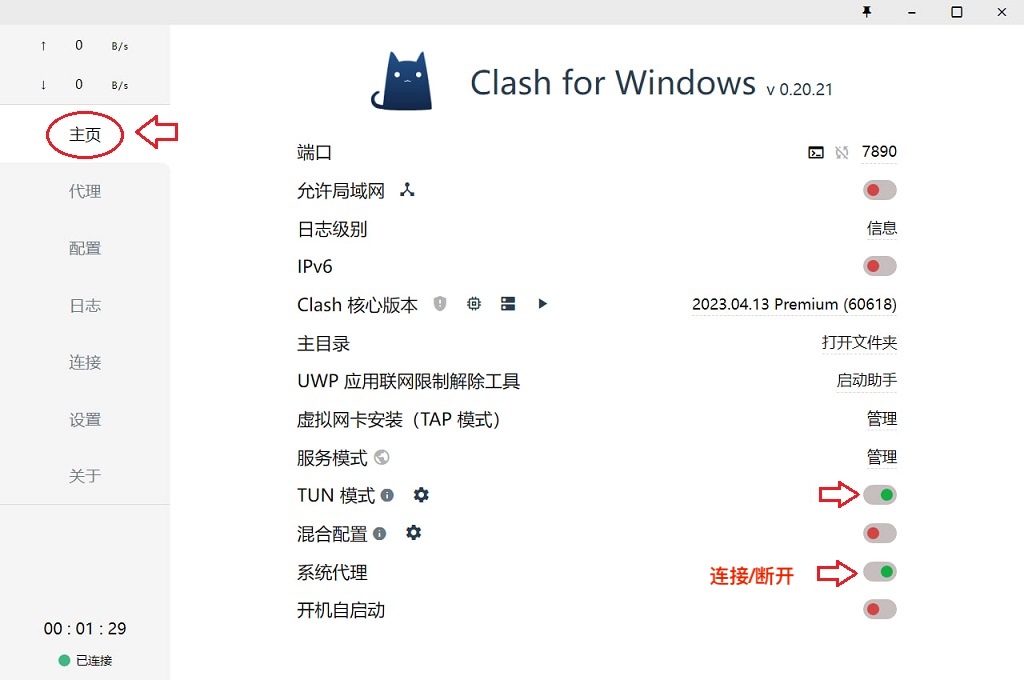 ↑ 0 B/s
↓ 0 B/s
主页
代理
配置
日志
连接
设置
关于
00 : 01 : 29
已连接
Clash for Windows v 0.20.21
端口 7890
允许局域网
日志级别 信息
IPv6
Clash 核心版本 2023.04.13 Premium (60618)
主目录 打开文件夹
UWP 应用联网限制解除工具 启动助手
虚拟网卡安装（TAP 模式） 管理
服务模式 管理
TUN 模式
混合配置
系统代理 连接/断开
开机自启动